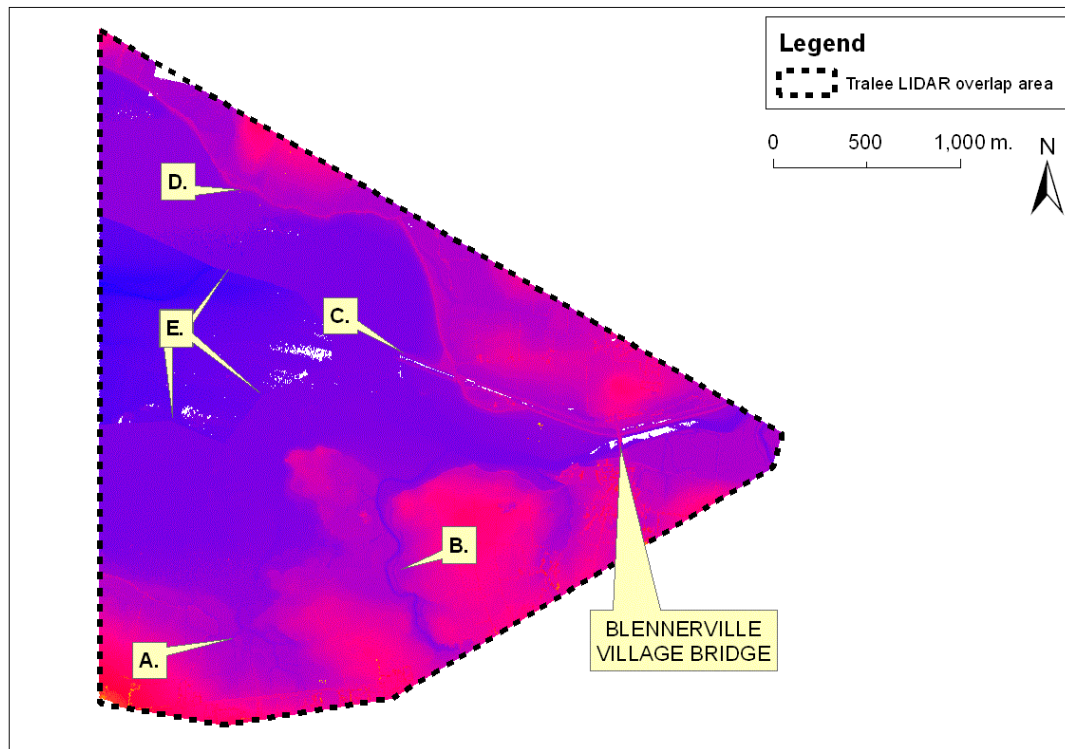 Legend
Tralee LIDAR overlap area
0 500 1,000 m.
N
D.
C.
E.
B.
A.
BLENNERVILLE
VILLAGE BRIDGE